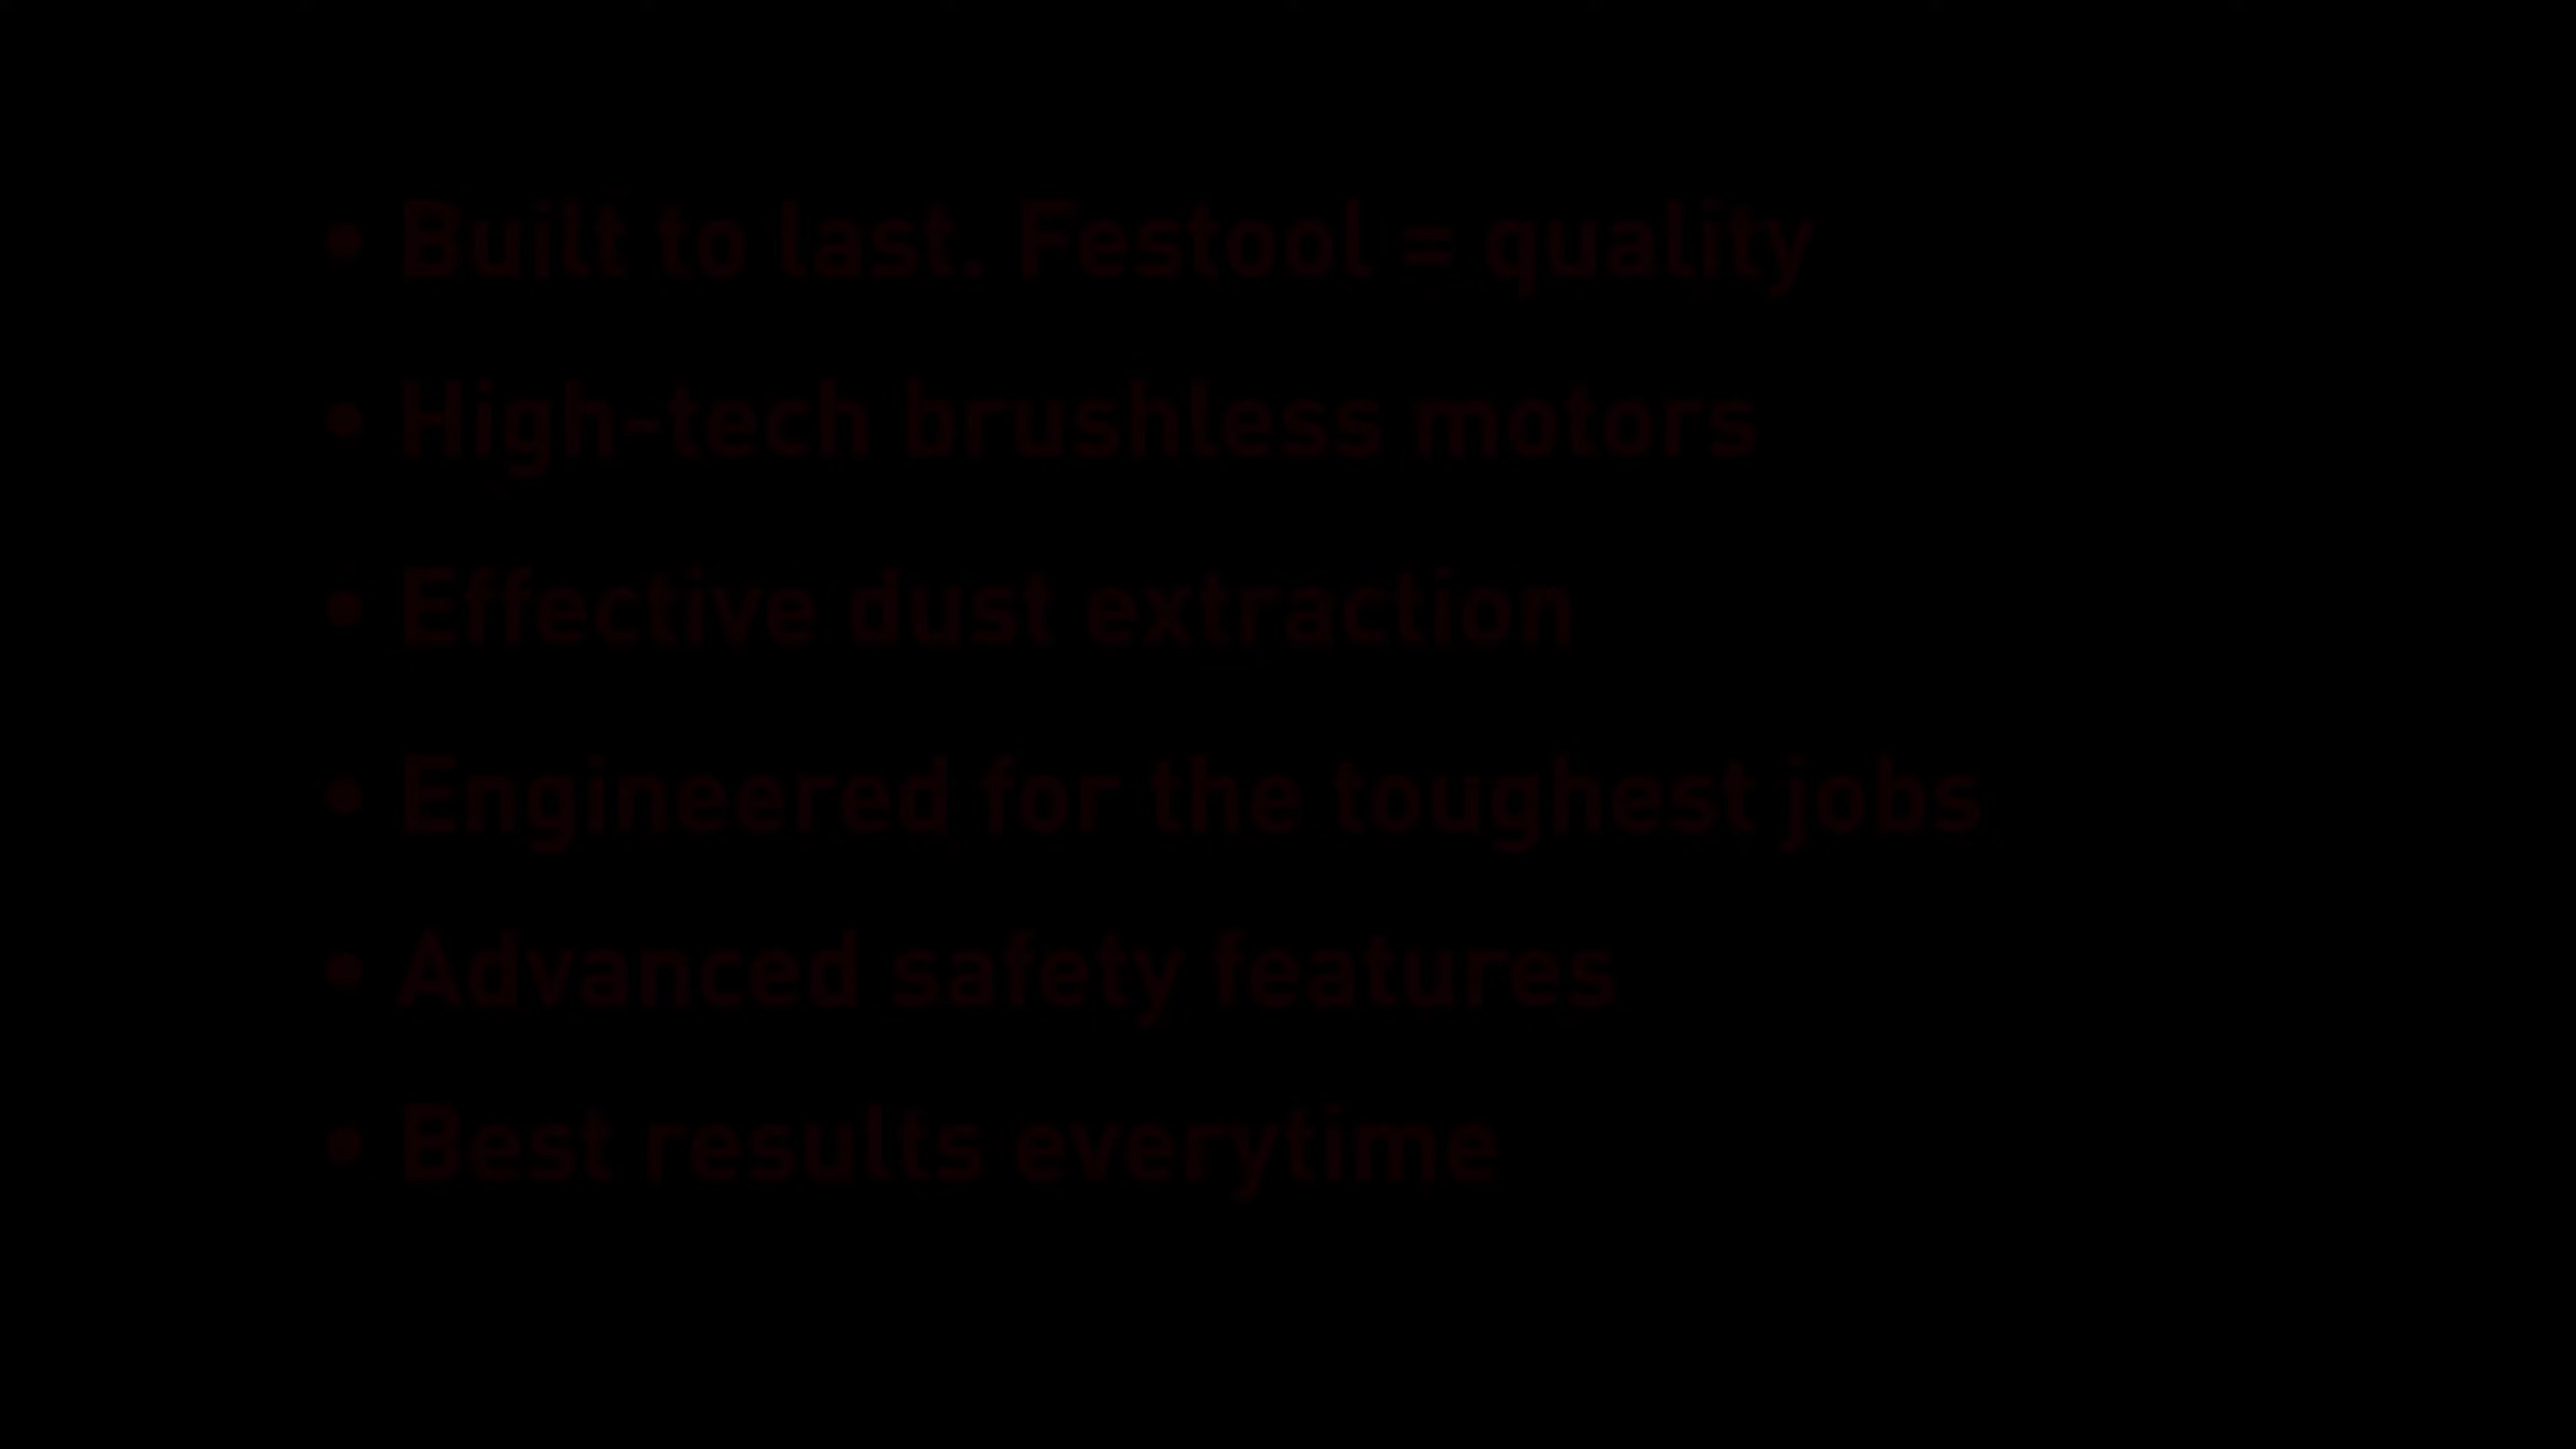 • Built to last. Festool = quality
• High-tech brushless motors
• Effective dust extraction
• Engineered for the toughest jobs
• Advanced safety features
• Best results everytime